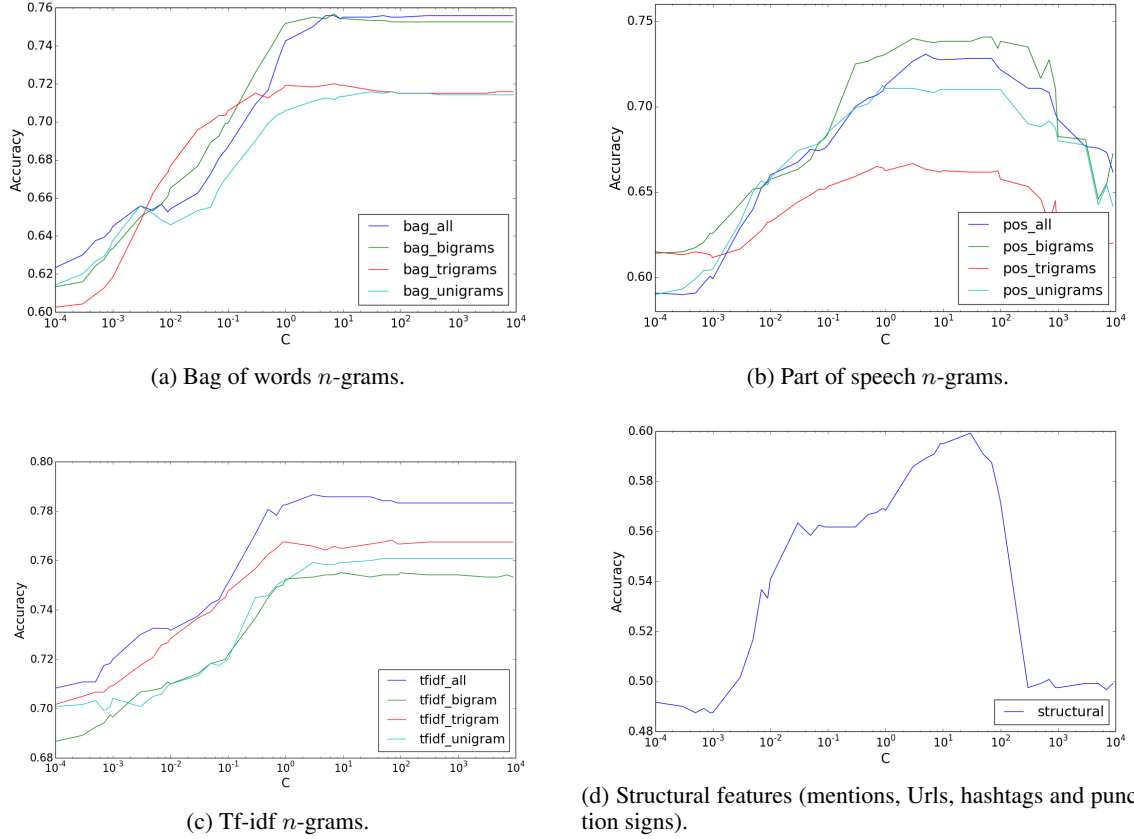 0.76
0.74
0.72
0.70
0.68
0.66
0.64
0.62
0.60
Accuracy
bag_all
bag_bigrams
bag_trigrams
bag_unigrams
10^-4 10^-3 10^-2 10^-1 10^0 10^1 10^2 10^3 10^4
C
(a) Bag of words n-grams.
0.75
0.70
0.65
0.60
Accuracy
pos_all
pos_bigrams
pos_trigrams
pos_unigrams
10^-4 10^-3 10^-2 10^-1 10^0 10^1 10^2 10^3 10^4
C
(b) Part of speech n-grams.
0.80
0.78
0.76
0.74
0.72
0.70
0.68
Accuracy
tfidf_all
tfidf_bigram
tfidf_trigram
tfidf_unigram
10^-4 10^-3 10^-2 10^-1 10^0 10^1 10^2 10^3 10^4
C
(c) Tf-idf n-grams.
0.60
0.58
0.56
0.54
0.52
0.50
0.48
Accuracy
structural
10^-4 10^-3 10^-2 10^-1 10^0 10^1 10^2 10^3 10^4
C
(d) Structural features (mentions, Urls, hashtags and punc
tion signs).